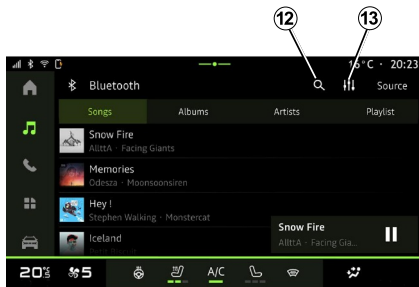 12 13
16°C · 20:23
Bluetooth Source
Songs Albums Artists Playlist
Snow Fire
AllttA · Facing Giants
Memories
Odesza · Moonsoonsiren
Hey !
Stephen Walking · Monstercat
Iceland
Snow Fire
AllttA · Facing Gia...
20 5 5 A/C